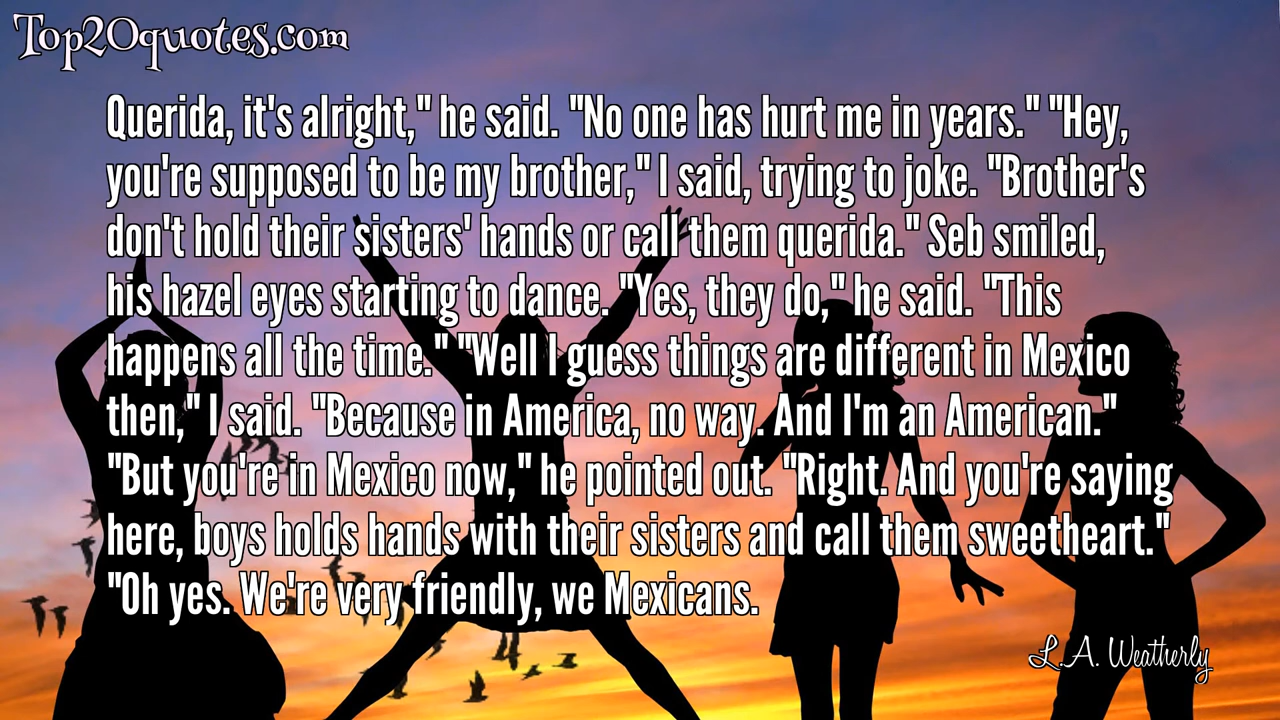 Top20quotes.com
Querida, it's alright," he said. "No one has hurt me in years." "Hey,
you're supposed to be my brother," I said, trying to joke. "Brother's
don't hold their sisters' hands or call them querida." Seb smiled,
his hazel eyes starting to dance. "Yes, they do," he said. "This
happens all the time." "Well I guess things are different in Mexico
then," I said. "Because in America, no way. And I'm an American."
"But you're in Mexico now," he pointed out. "Right. And you're saying
here, boys holds hands with their sisters and call them sweetheart."
"Oh yes. We're very friendly, we Mexicans.
L.A. Weatherly